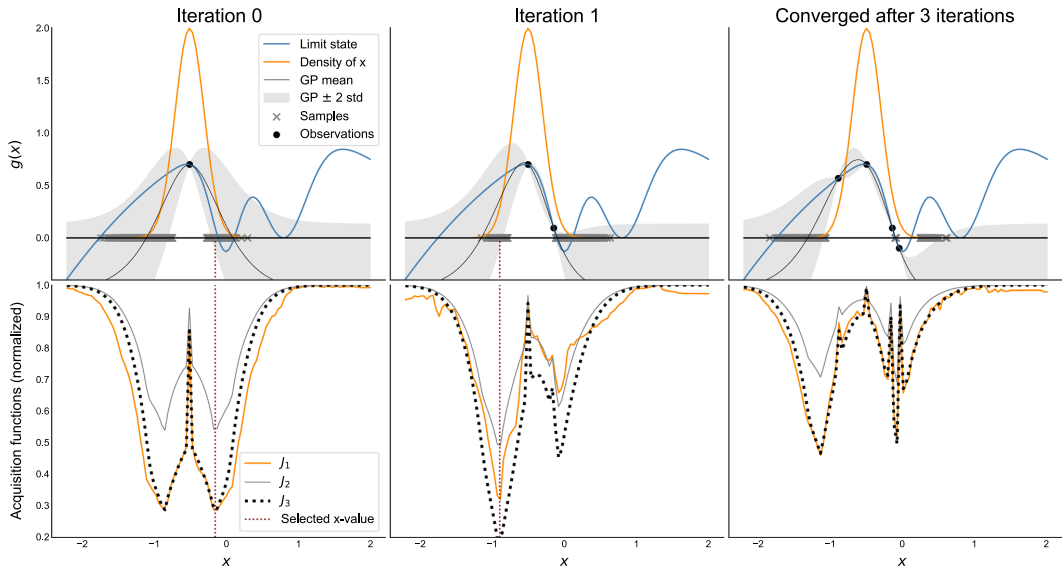 Iteration 0
Iteration 1
Converged after 3 iterations
g(x)
2.0
1.5
1.0
0.5
0.0
Limit state
Density of x
GP mean
GP ± 2 std
Samples
Observations
Acquisition functions (normalized)
1.0
0.9
0.8
0.7
0.6
0.5
0.4
0.3
0.2
J1
J2
J3
Selected x-value
−2 −1 0 1 2
−2 −1 0 1 2
−2 −1 0 1 2
x
x
x